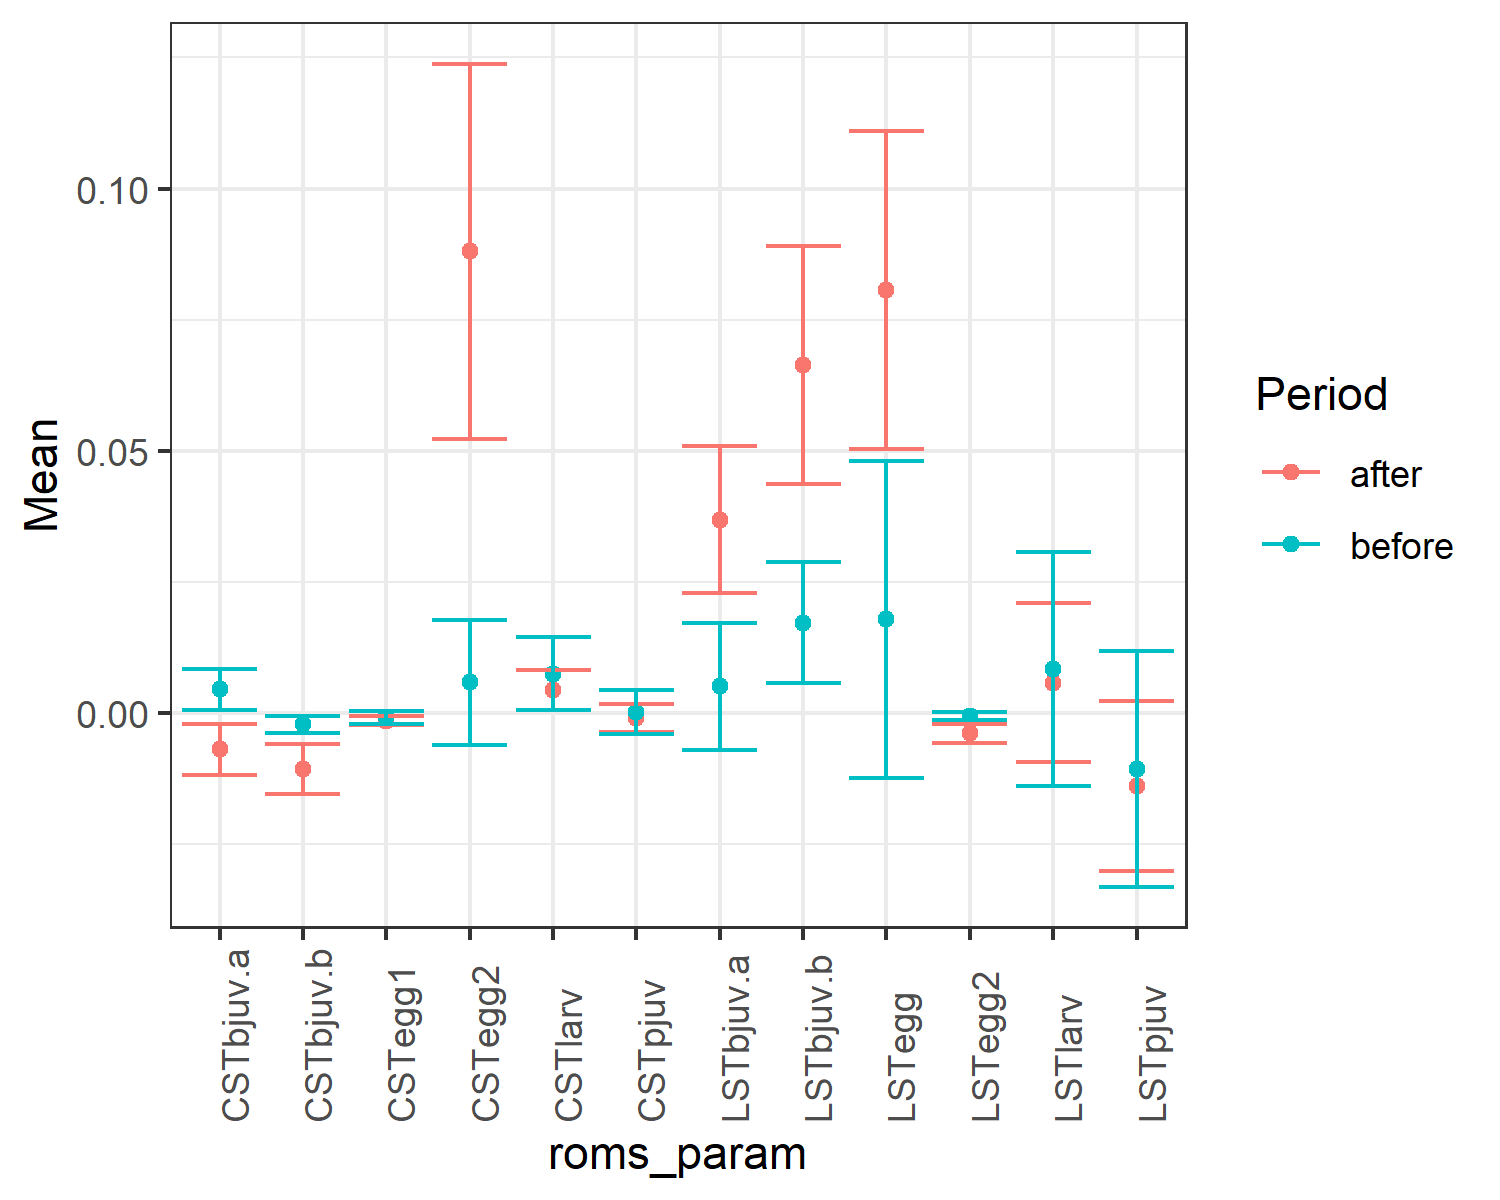 0.10
0.05
0.00
Mean
CSTbjuv.a
CSTbjuv.b
CSTegg1
CSTegg2
CSTlarv
CSTpjuv
LSTbjuv.a
LSTbjuv.b
LSTegg
LSTegg2
LSTlarv
LSTpjuv
roms_param
Period
after
before